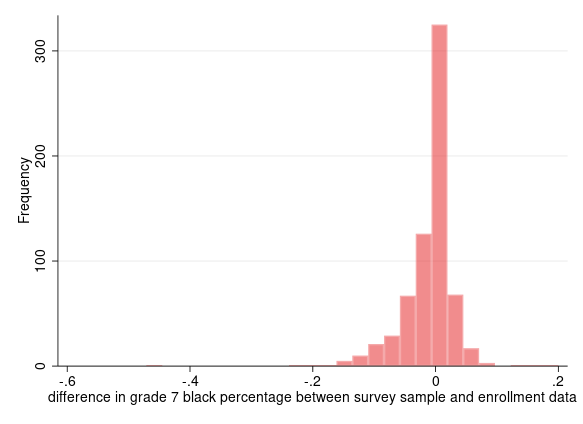 Frequency
300
200
100
0
-.6 -.4 -.2 0 .2
difference in grade 7 black percentage between survey sample and enrollment data